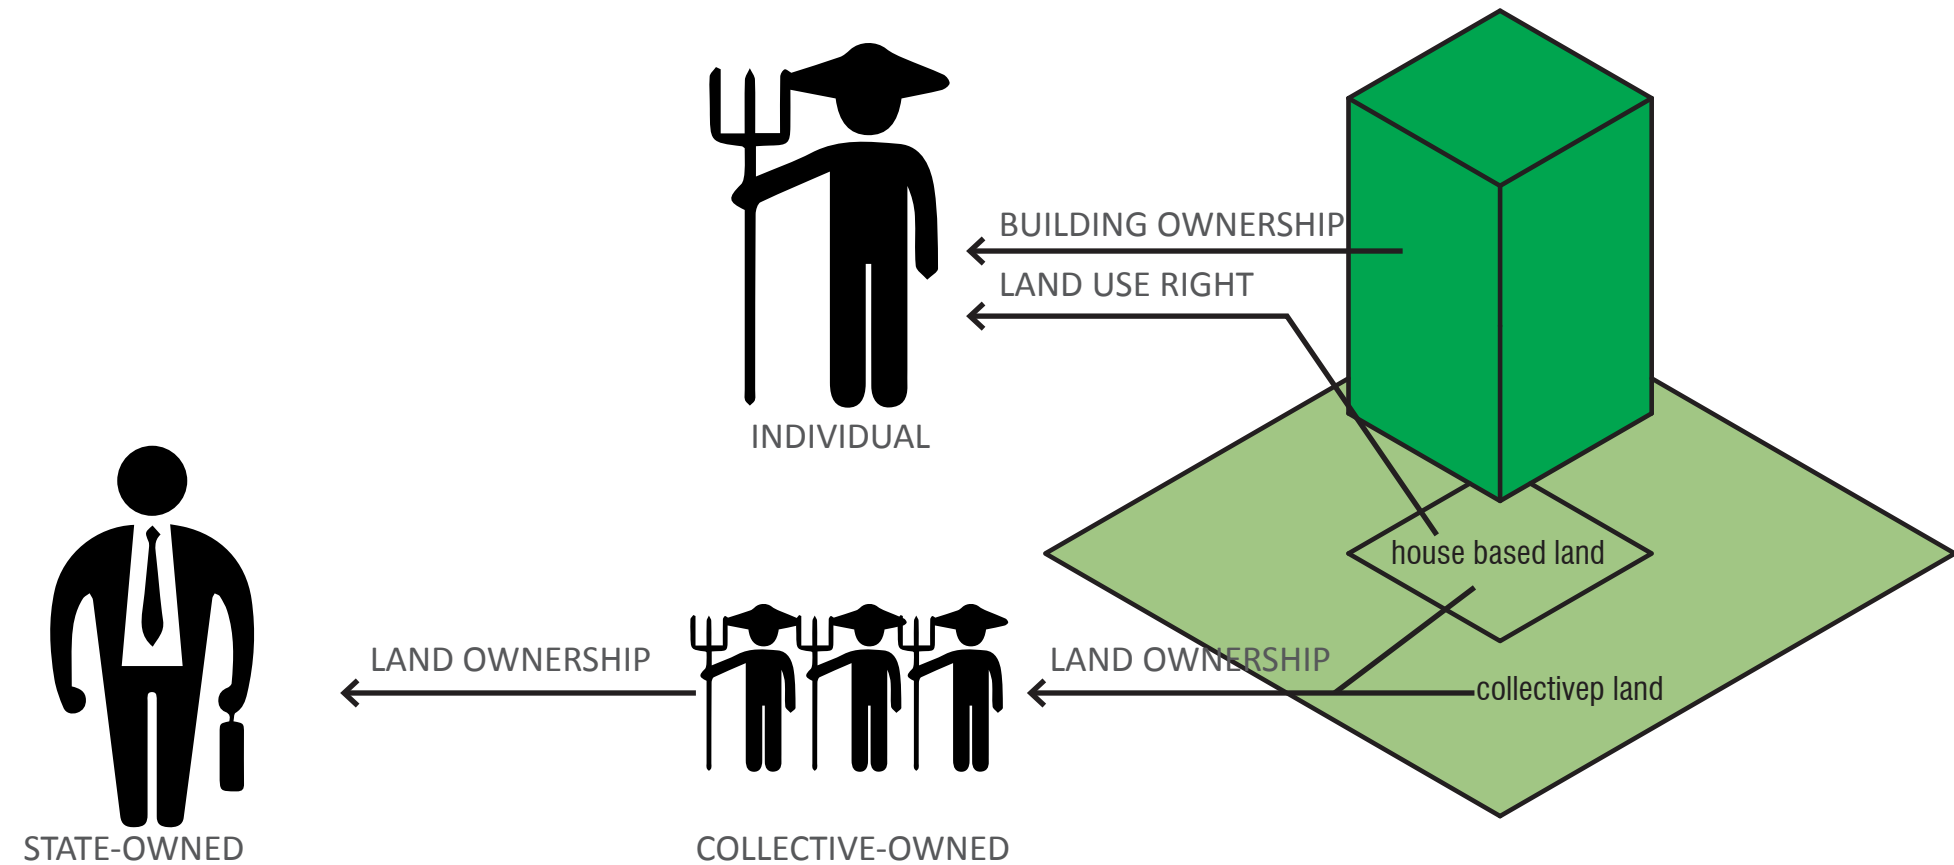 BUILDING OWNERSHIP
LAND USE RIGHT
INDIVIDUAL
house based land
LAND OWNERSHIP
LAND OWNERSHIP
collectivep land
STATE-OWNED
COLLECTIVE-OWNED